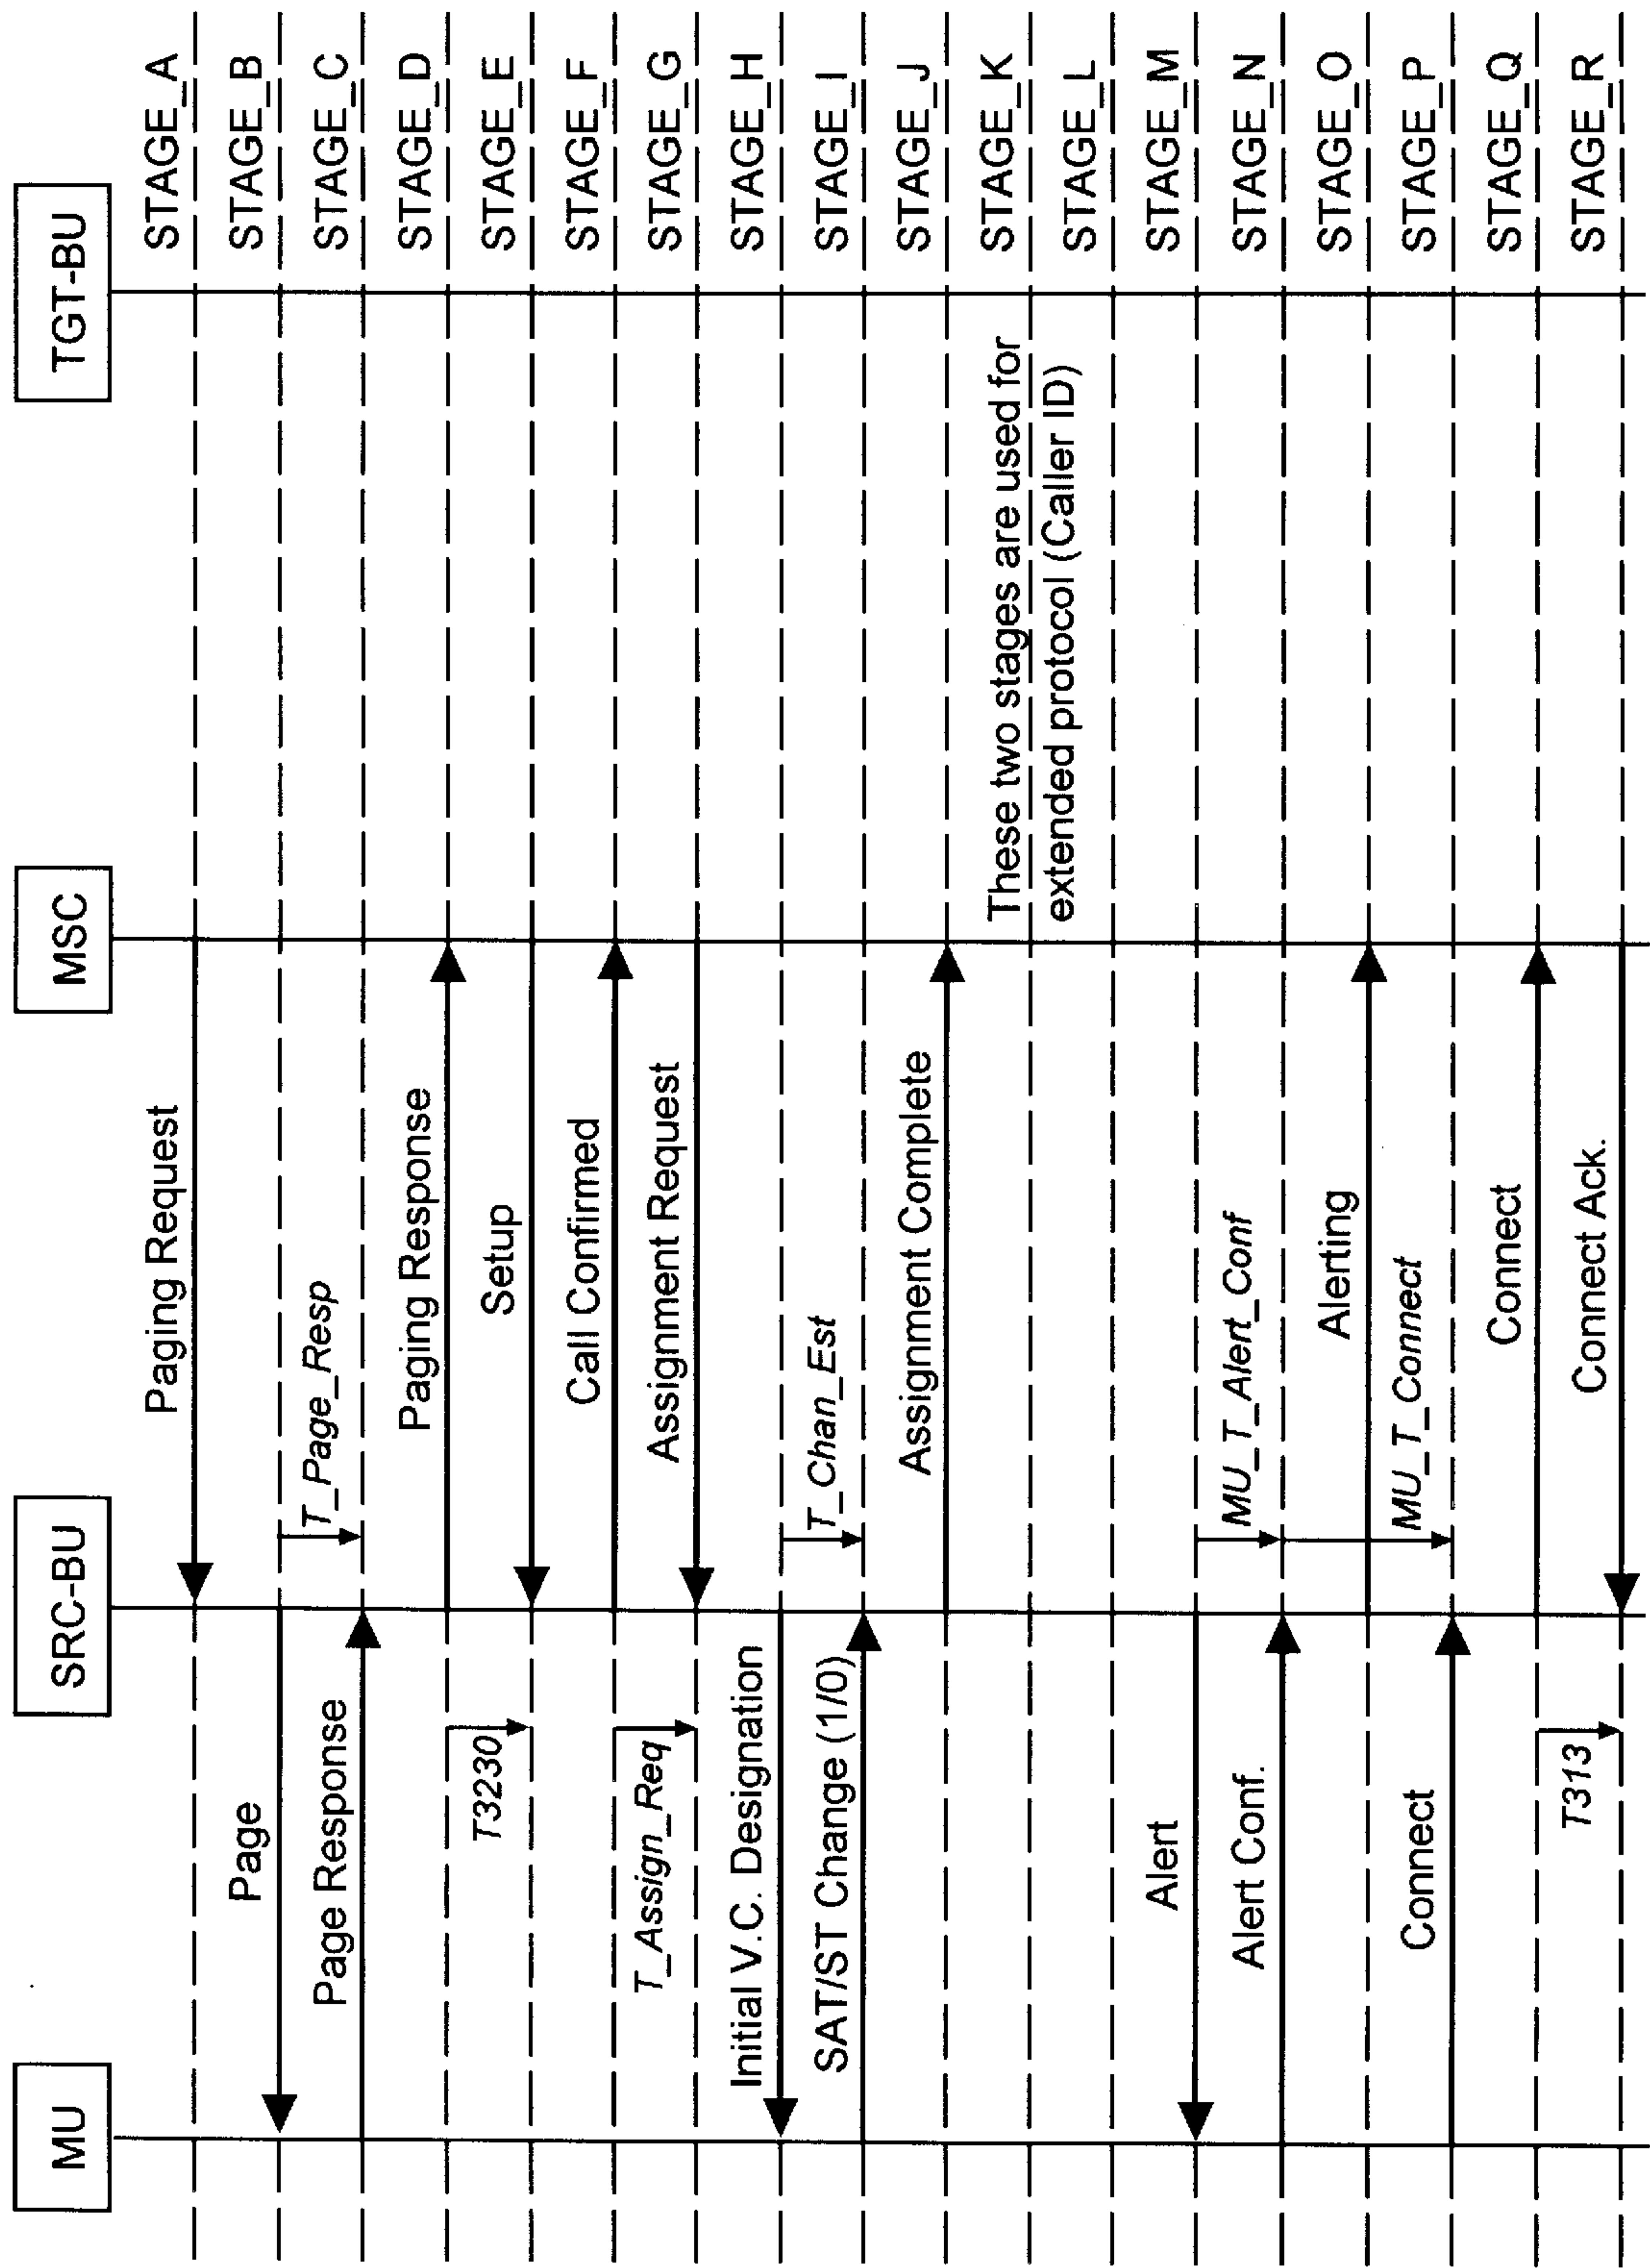 MU
SRC-BU
MSC
TGT-BU
Paging Request
STAGE_A
Page
STAGE_B
Page Response
T_Page_Resp
STAGE_C
Paging Response
STAGE_D
T3230
Setup
STAGE_E
Call Confirmed
STAGE_F
T_Assign_Req
Assignment Request
STAGE_G
Initial V.C. Designation
STAGE_H
SAT/ST Change (1/0)
T_Chan_Est
STAGE_I
Assignment Complete
STAGE_J
These two stages are used for
STAGE_K
extended protocol (Caller ID)
STAGE_L
Alert
STAGE_M
Alert Conf.
MU_T_Alert_Conf
STAGE_N
Alerting
STAGE_O
Connect
MU_T_Connect
STAGE_P
Connect
STAGE_Q
T313
Connect Ack.
STAGE_R